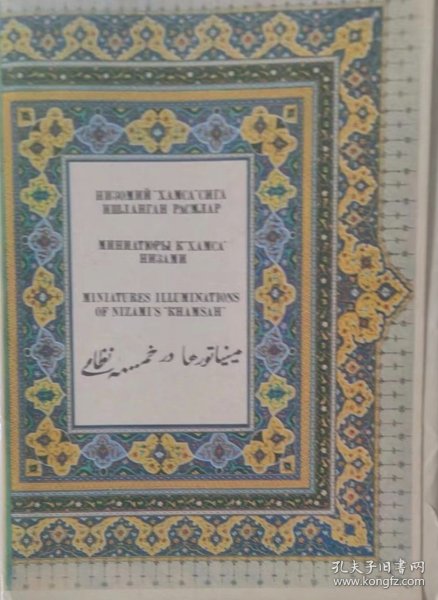 НИЗОМИЙ "ХАМСА"СИГА
ИШЛАНГАН РАСМЛАР
МИНИАТЮРЫ К "ХАМСА"
НИЗАМИ
MINIATURES ILLUMINATIONS
OF NIZAMI'S "KHAMSAH"
مینیاتورها در خمسهٔ نظامی
孔夫子旧书网
www.kongfz.com